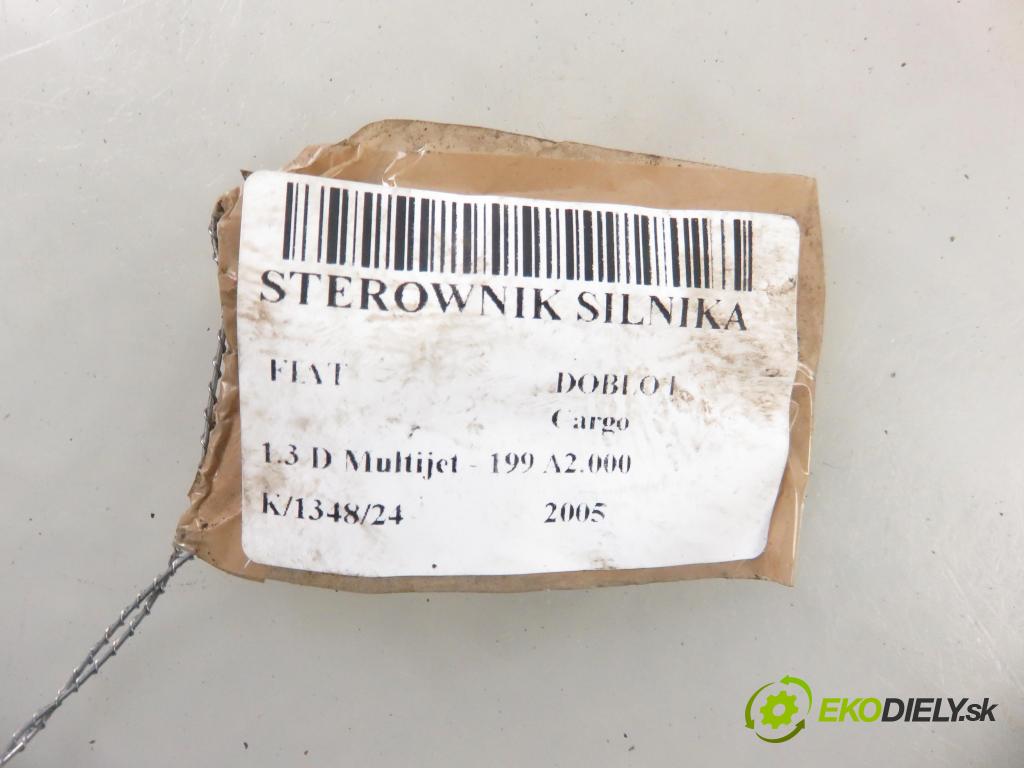 STEROWNIK SILNIKA
FIAT DOBLO I
Cargo
1.3 D Multijet - 199 A2.000
K/1348/24 2005
EKODIELY.sk